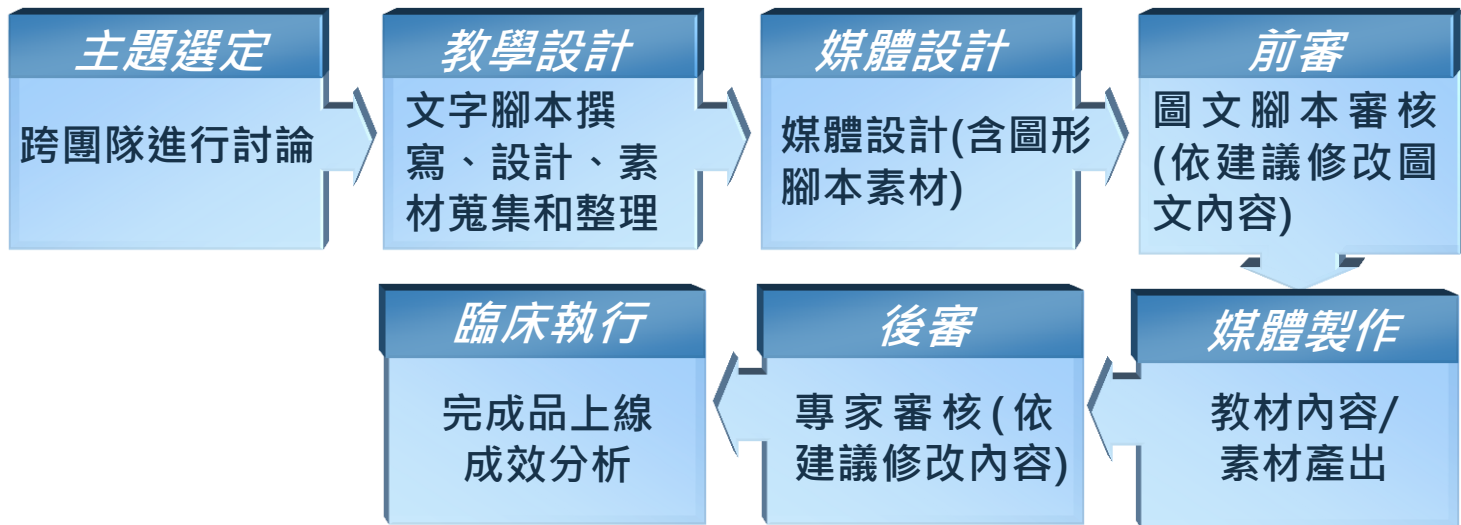 主題選定
跨團隊進行討論
教學設計
文字腳本撰
寫、設計、素
材蒐集和整理
媒體設計
媒體設計(含圖形
腳本素材)
前審
圖文腳本審核
(依建議修改圖
文內容)
媒體製作
教材內容/
素材產出
後審
專家審核(依
建議修改內容)
臨床執行
完成品上線
成效分析